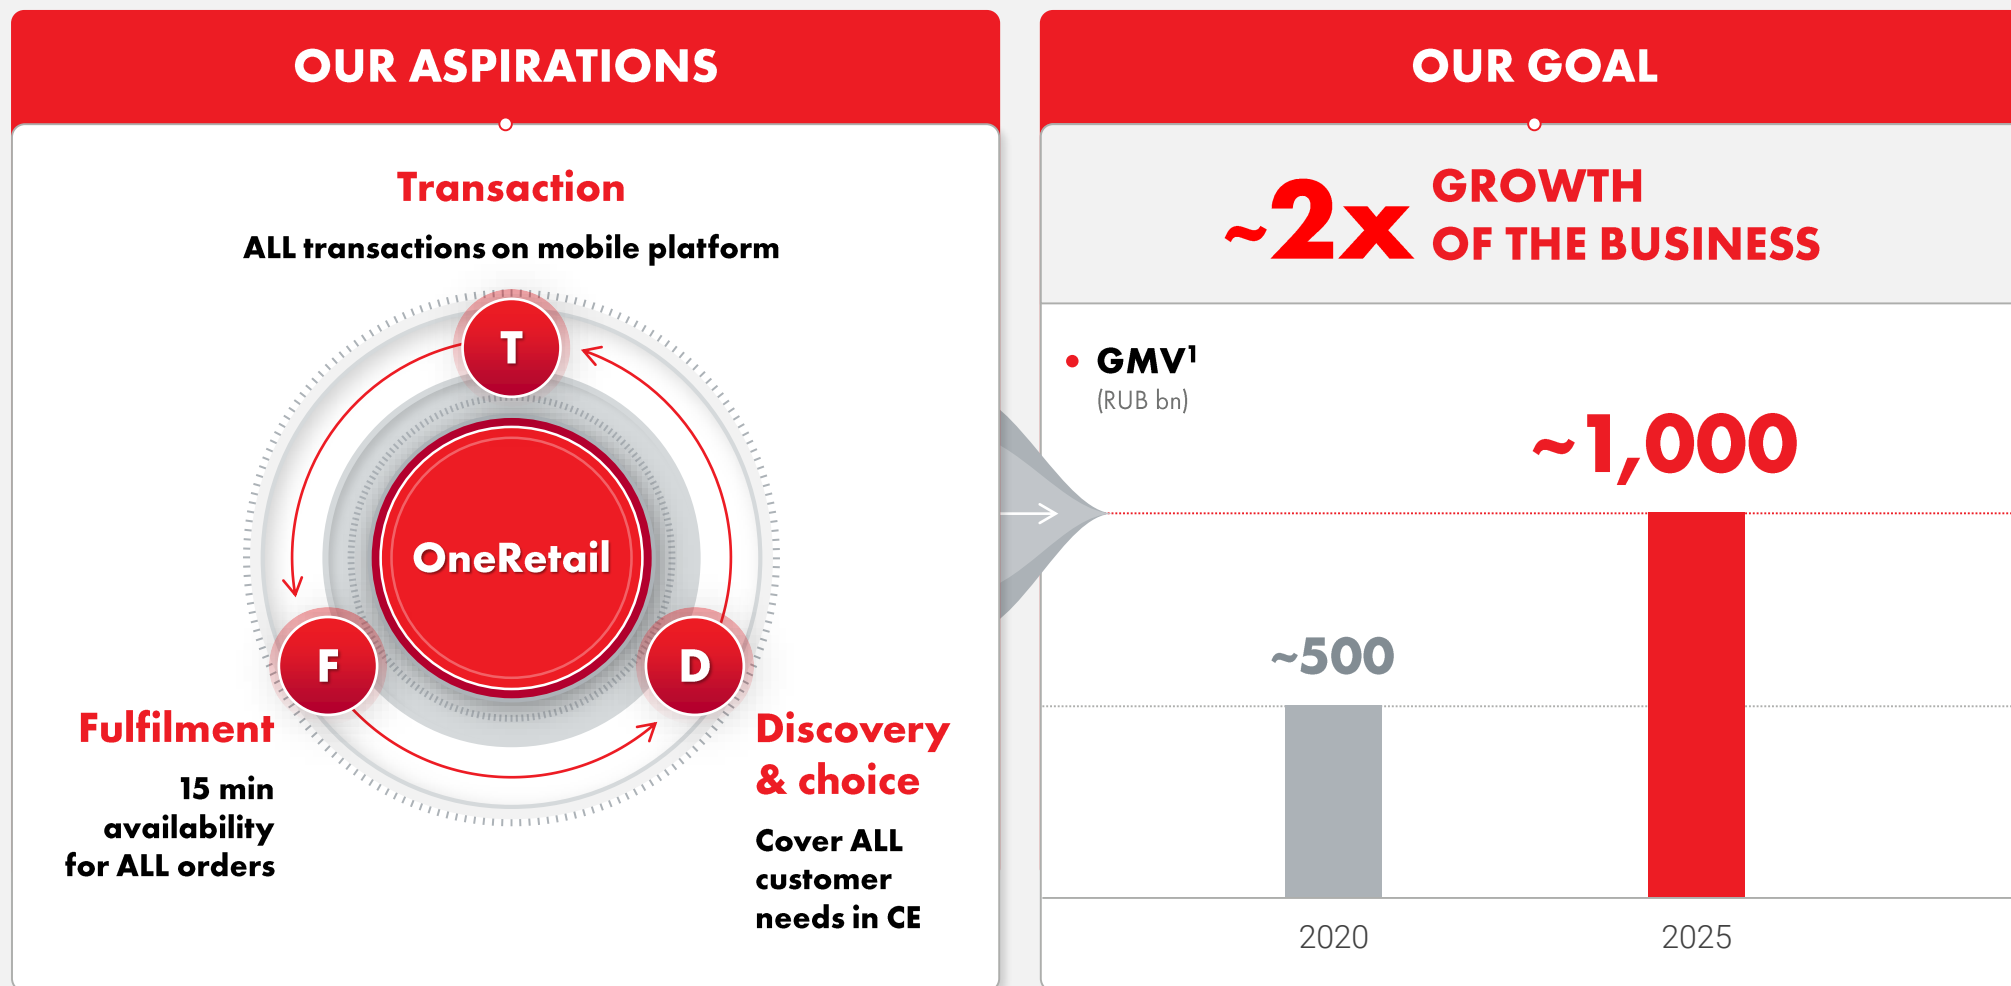 OUR ASPIRATIONS
Transaction
ALL transactions on mobile platform
T
OneRetail
F
D
Fulfilment
15 min
availability
for ALL orders
Discovery
& choice
Cover ALL
customer
needs in CE
OUR GOAL
~2x
GROWTH
OF THE BUSINESS
• GMV¹
(RUB bn)
~1,000
~500
2020
2025